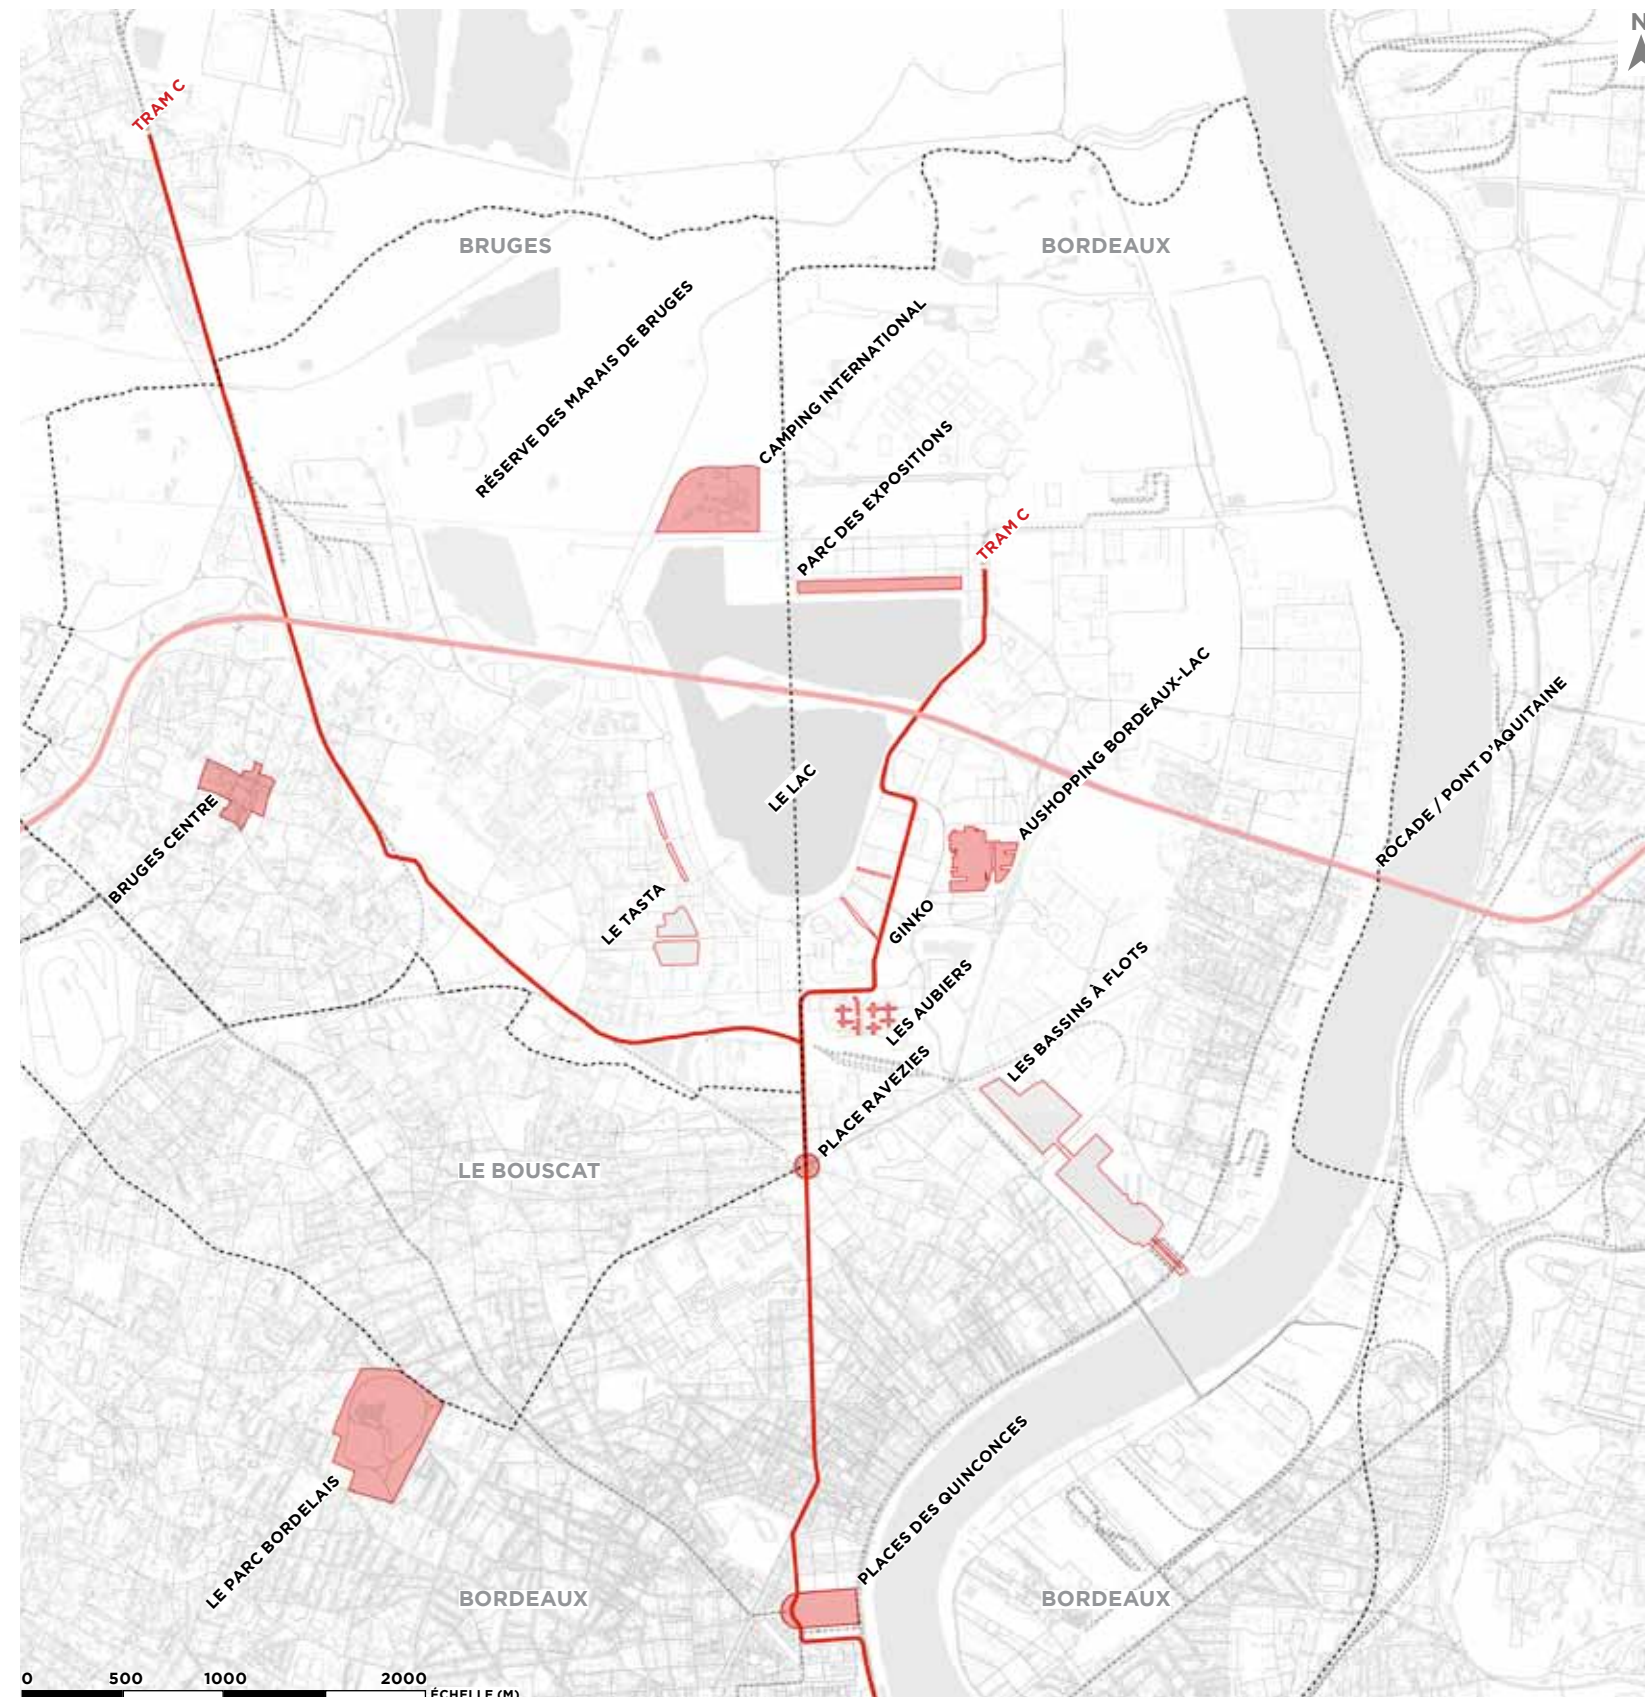 N
TRAM C
BRUGES
BORDEAUX
RÉSERVE DES MARAIS DE BRUGES
CAMPING INTERNATIONAL
PARC DES EXPOSITIONS
TRAM C
AUSHOPPING BORDEAUX-LAC
ROCADE / PONT D'AQUITAINE
LE LAC
BRUGES CENTRE
LE TASTA
GINKO
LES AUBIERS
LES BASSINS À FLOTS
PLACE RAVEZIES
LE BOUSCAT
PLACES DES QUINCONCES
LE PARC BORDELAIS
BORDEAUX
BORDEAUX
0 500 1000 2000
ÉCHELLE (M)